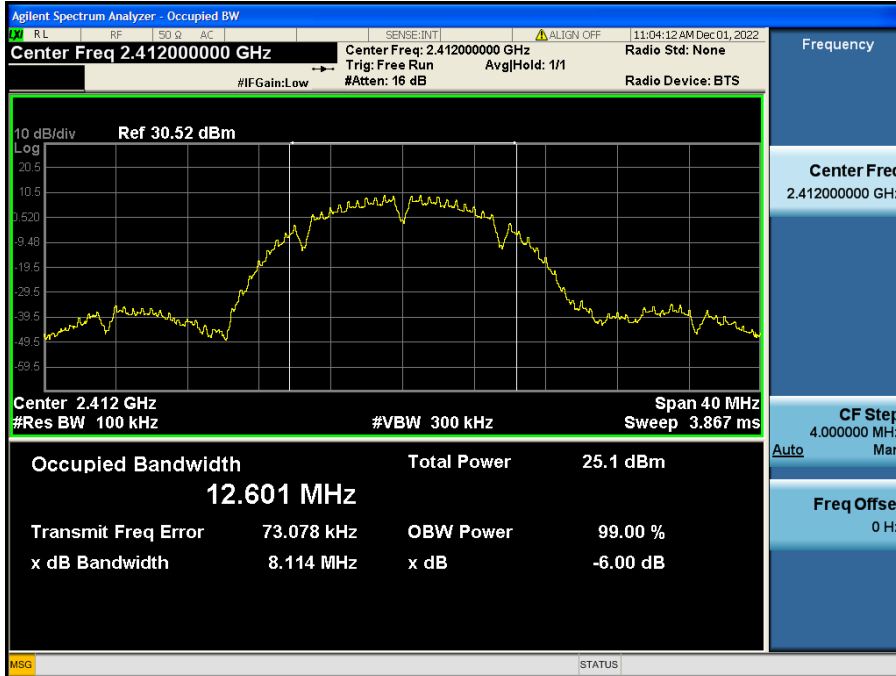 Agilent Spectrum Analyzer - Occupied BW
LXI RL RF 50 Ω AC SENSE:INT ALIGN OFF 11:04:12 AM Dec 01, 2022
Center Freq 2.412000000 GHz
Center Freq: 2.412000000 GHz
Radio Std: None
Trig: Free Run Avg|Hold: 1/1
#IFGain:Low
#Atten: 16 dB
Radio Device: BTS
10 dB/div Ref 30.52 dBm
Log
20.5
10.5
0.520
-9.48
-19.5
-29.5
-39.5
-49.5
-59.5
Center 2.412 GHz Span 40 MHz
#Res BW 100 kHz #VBW 300 kHz Sweep 3.867 ms
Occupied Bandwidth Total Power 25.1 dBm
12.601 MHz
Transmit Freq Error 73.078 kHz OBW Power 99.00 %
x dB Bandwidth 8.114 MHz x dB -6.00 dB
MSG STATUS
Frequency
Center Freq
2.412000000 GHz
CF Step
4.000000 MHz
Auto Man
Freq Offset
0 Hz